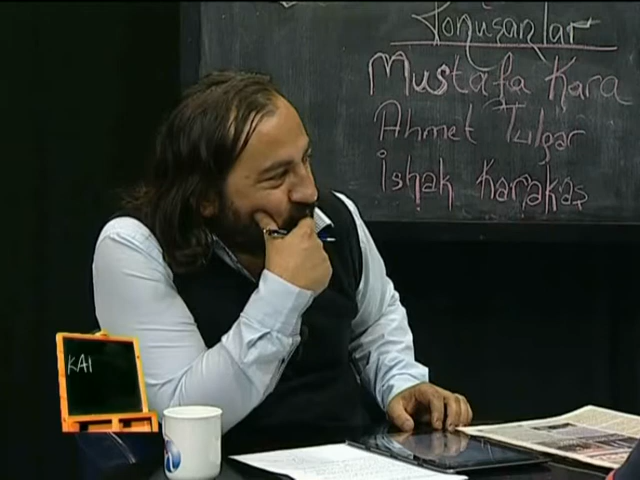 Konuşanlar
Mustafa Kara
Ahmet Tulgar
İshak Karakaş
KAI